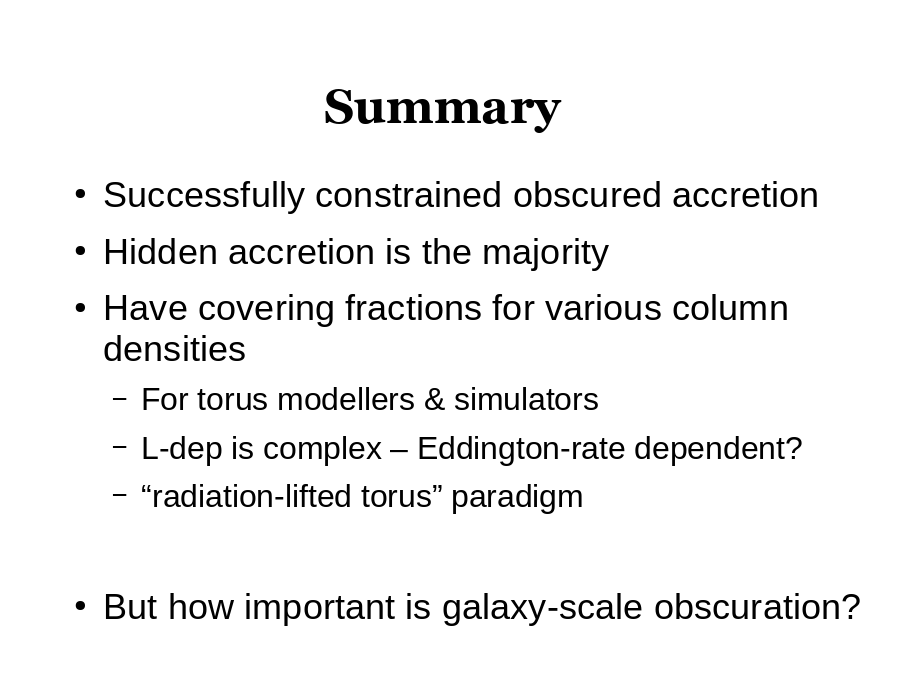 Summary
• Successfully constrained obscured accretion
• Hidden accretion is the majority
• Have covering fractions for various column
densities
– For torus modellers & simulators
– L-dep is complex – Eddington-rate dependent?
– “radiation-lifted torus” paradigm
• But how important is galaxy-scale obscuration?